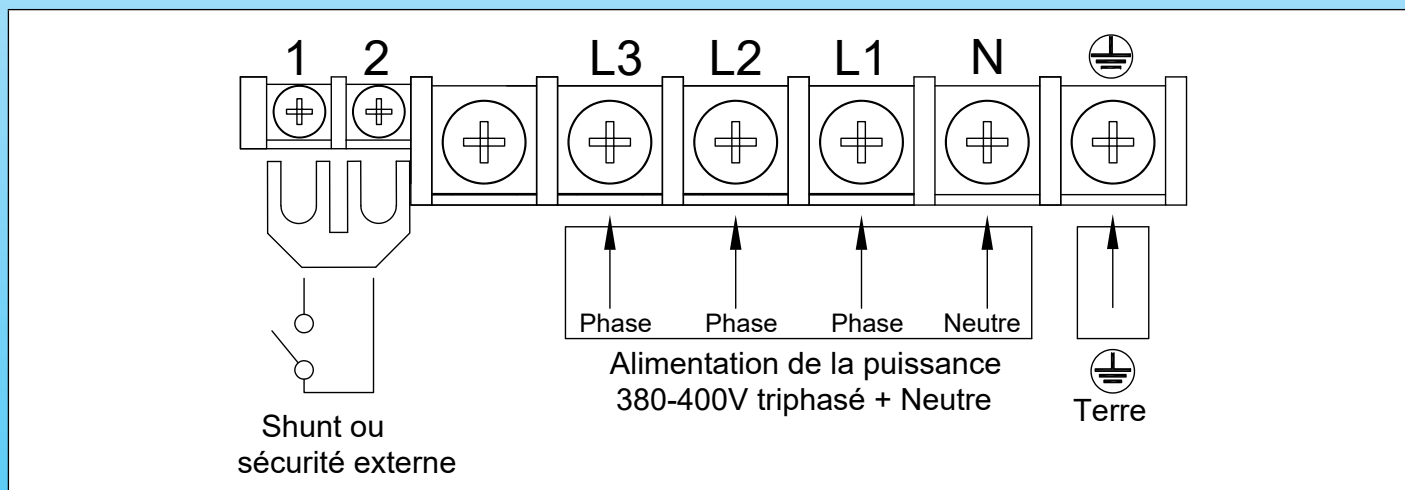 1 2 L3 L2 L1 N
Phase Phase Phase Neutre
Alimentation de la puissance
380-400V triphasé + Neutre
Terre
Shunt ou
sécurité externe